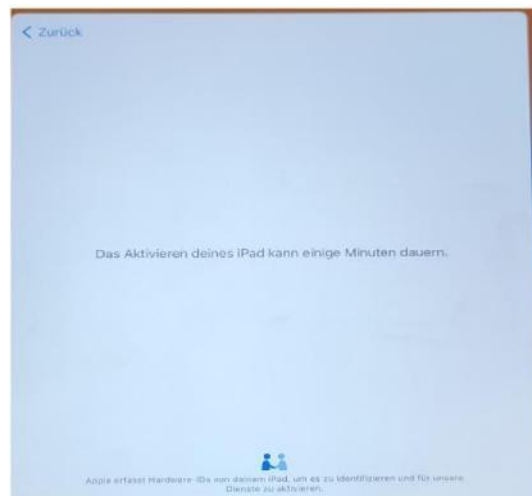 Zurück
Das Aktivieren deines iPad kann einige Minuten dauern.
Apple erfasst Hardware-IDs von deinem iPad, um es zu identifizieren und für unsere
Dienste zu aktivieren.